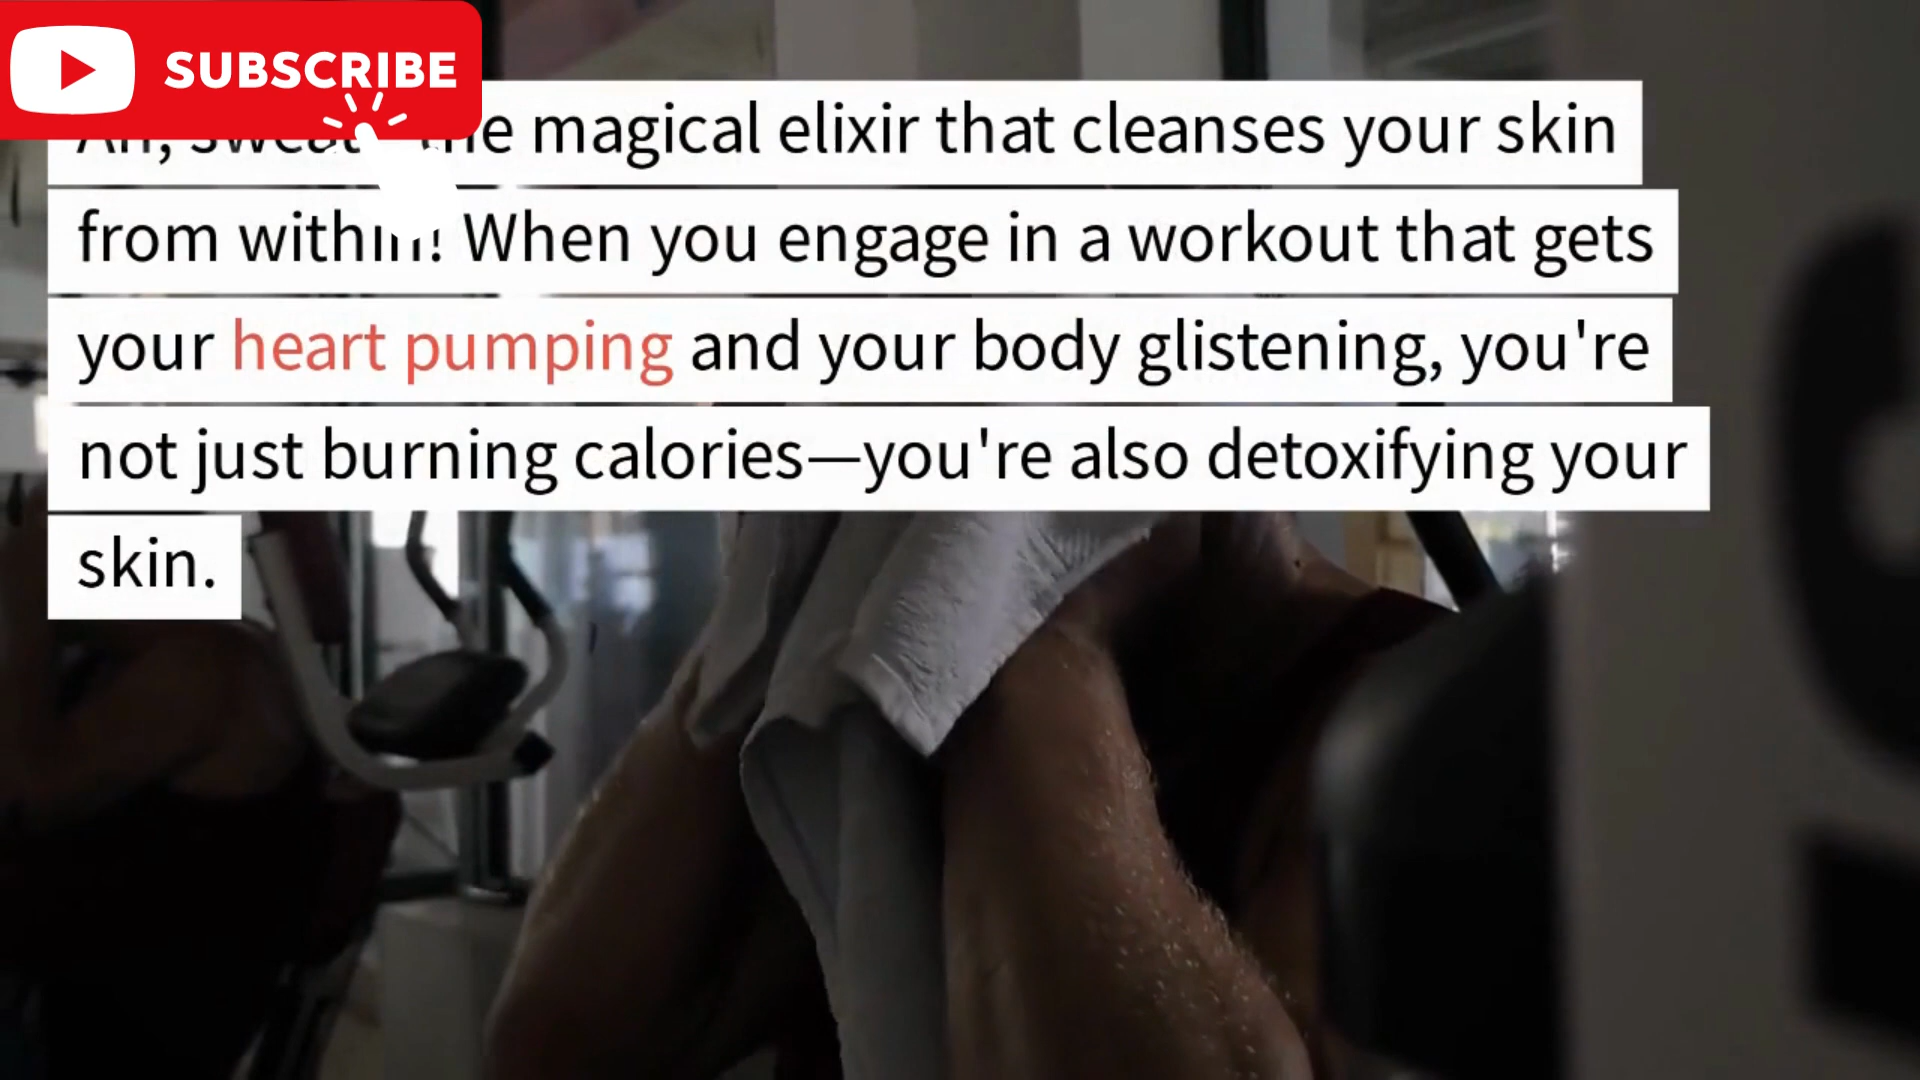 SUBSCRIBE
magical elixir that cleanses your skin
from within! When you engage in a workout that gets
your heart pumping and your body glistening, you're
not just burning calories—you're also detoxifying your
skin.